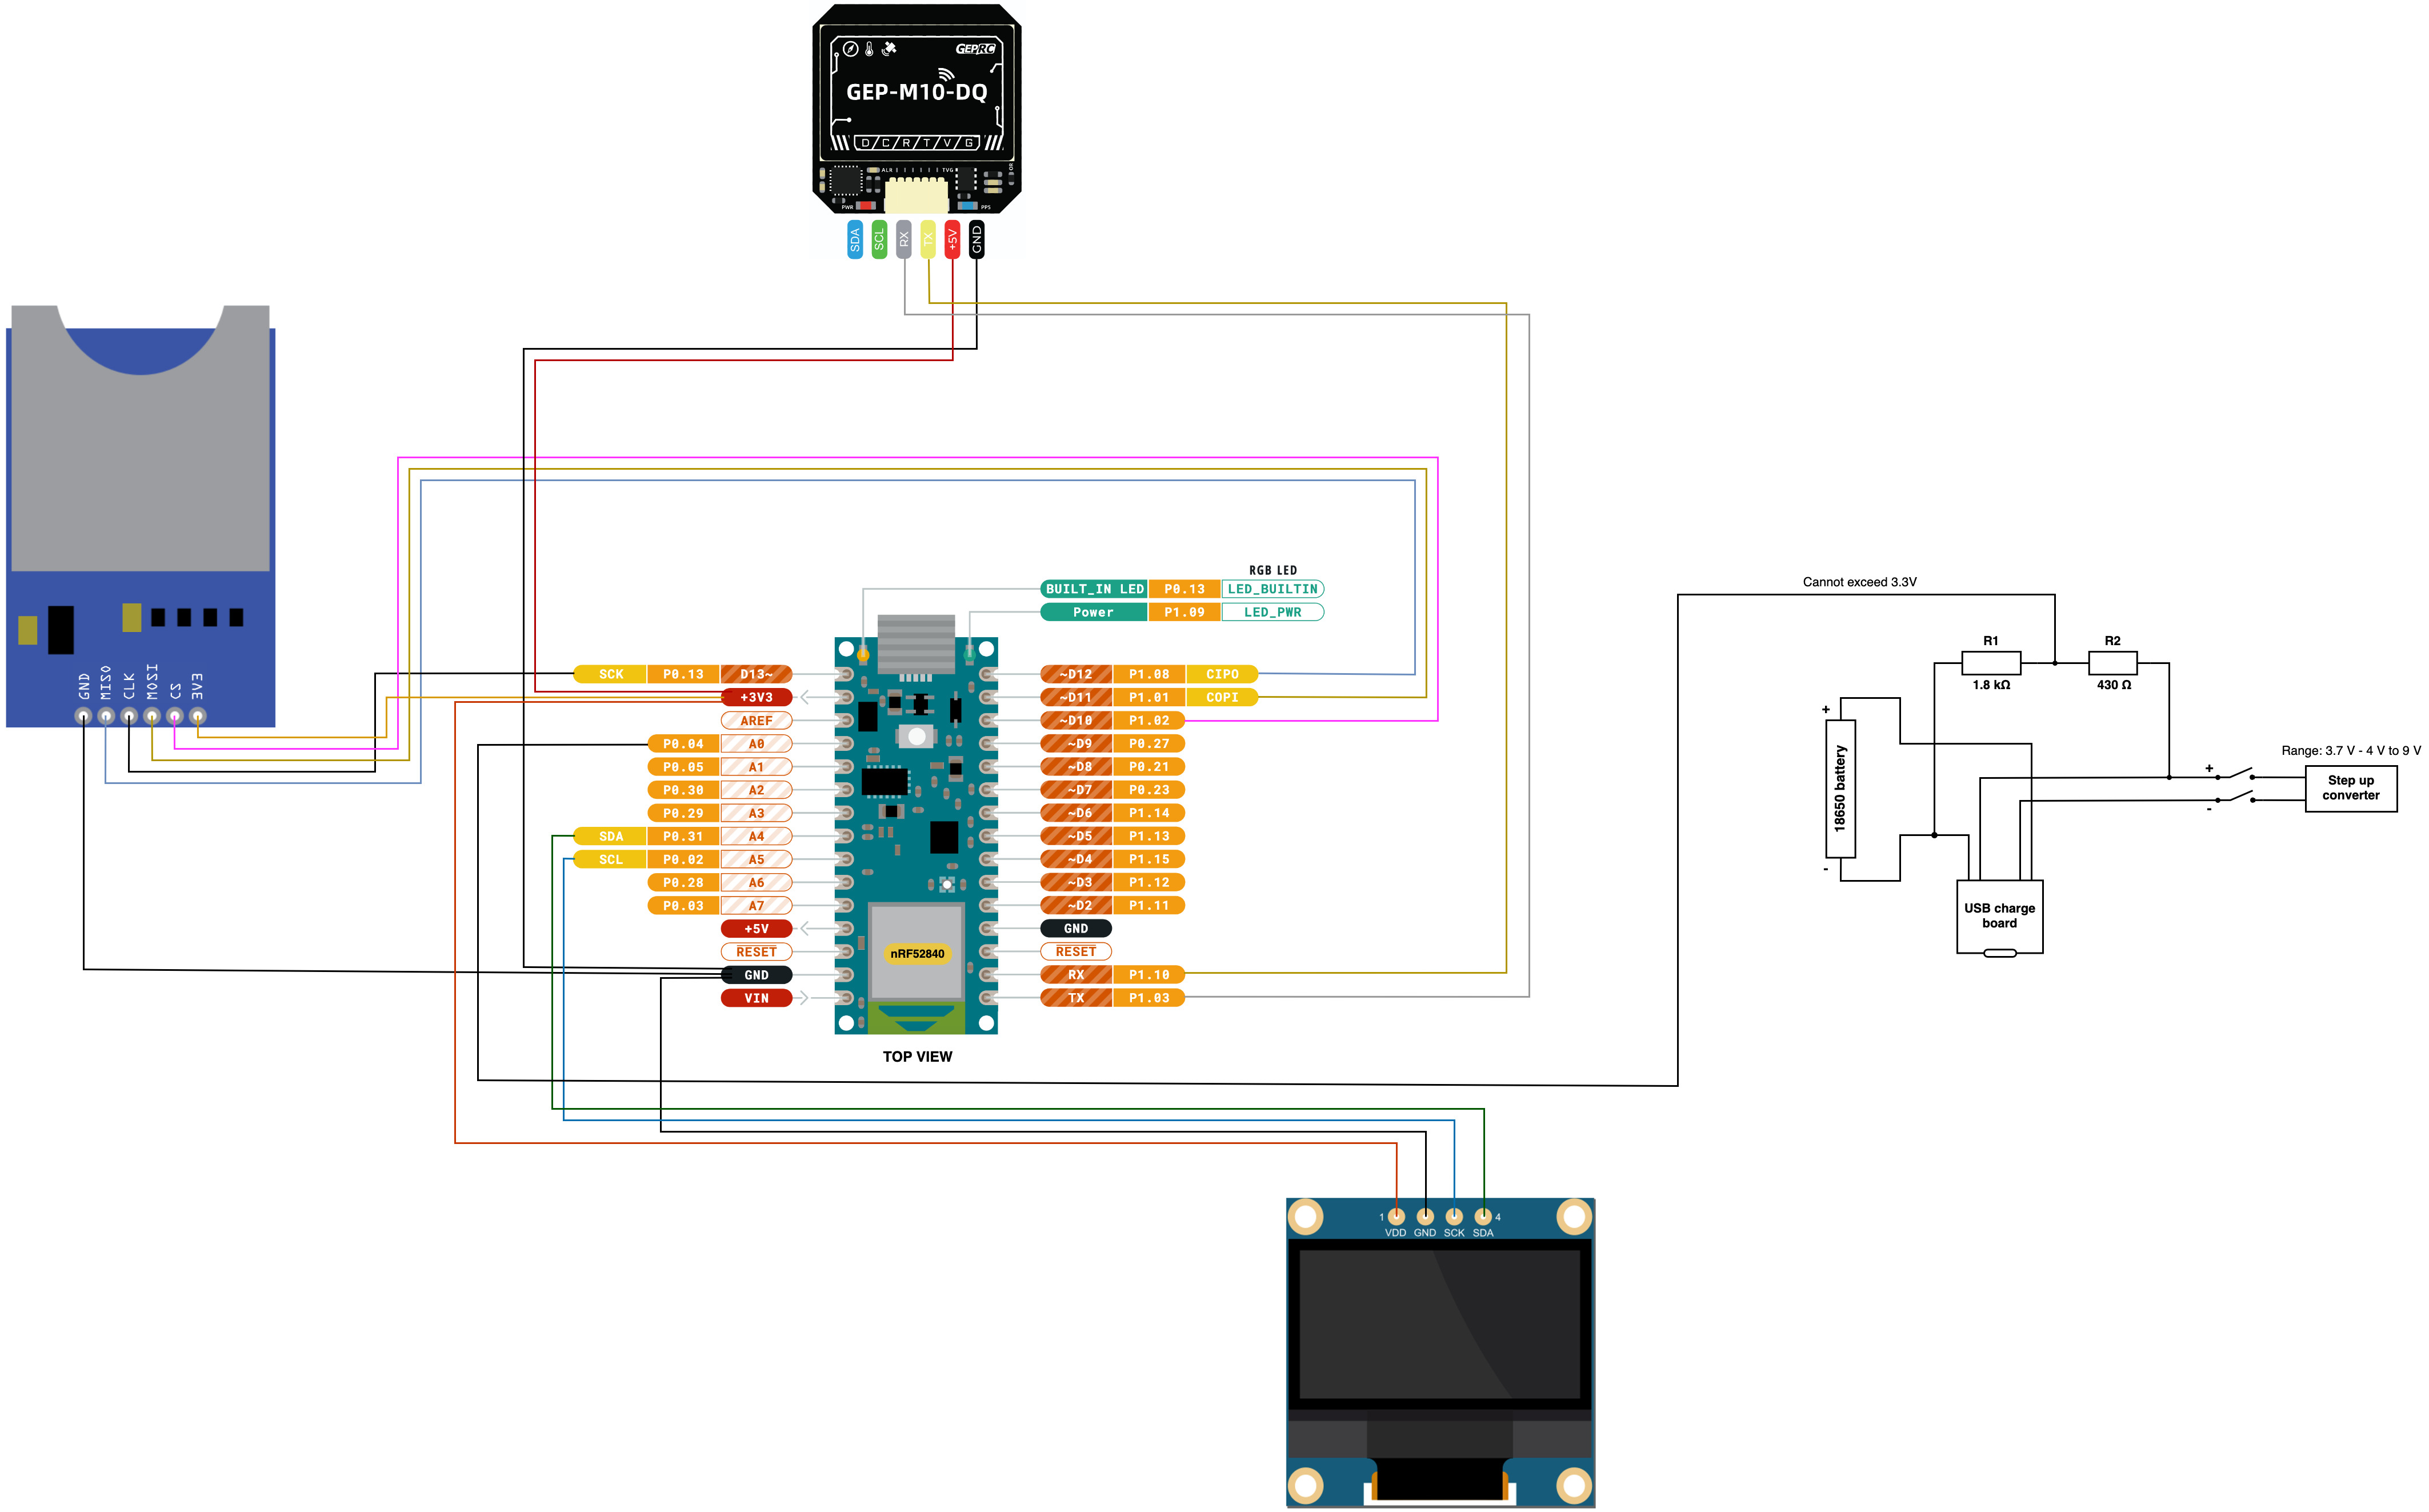 GEPRC
GEP-M10-DQ
D/C/R/T/V/G
ALR
TVG
PWR
PPS
SDA
SCL
RX
TX
+5V
GND
GND
MISO
CLK
MOSI
CS
3V3
RGB LED
BUILT_IN LED P0.13 LED_BUILTIN
Power P1.09 LED_PWR
SCK P0.13 D13~
+3V3
AREF
P0.04 A0
P0.05 A1
P0.30 A2
P0.29 A3
SDA P0.31 A4
SCL P0.02 A5
P0.28 A6
P0.03 A7
+5V
RESET
GND
VIN
~D12 P1.08 CIPO
~D11 P1.01 COPI
~D10 P1.02
~D9 P0.27
~D8 P0.21
~D7 P0.23
~D6 P1.14
~D5 P1.13
~D4 P1.15
~D3 P1.12
~D2 P1.11
GND
RESET
RX P1.10
TX P1.03
nRF52840
TOP VIEW
Cannot exceed 3.3V
R1
1.8 kΩ
R2
430 Ω
+
18650 battery
-
USB charge
board
+
-
Range: 3.7 V - 4 V to 9 V
Step up
converter
1
4
VDD GND SCK SDA